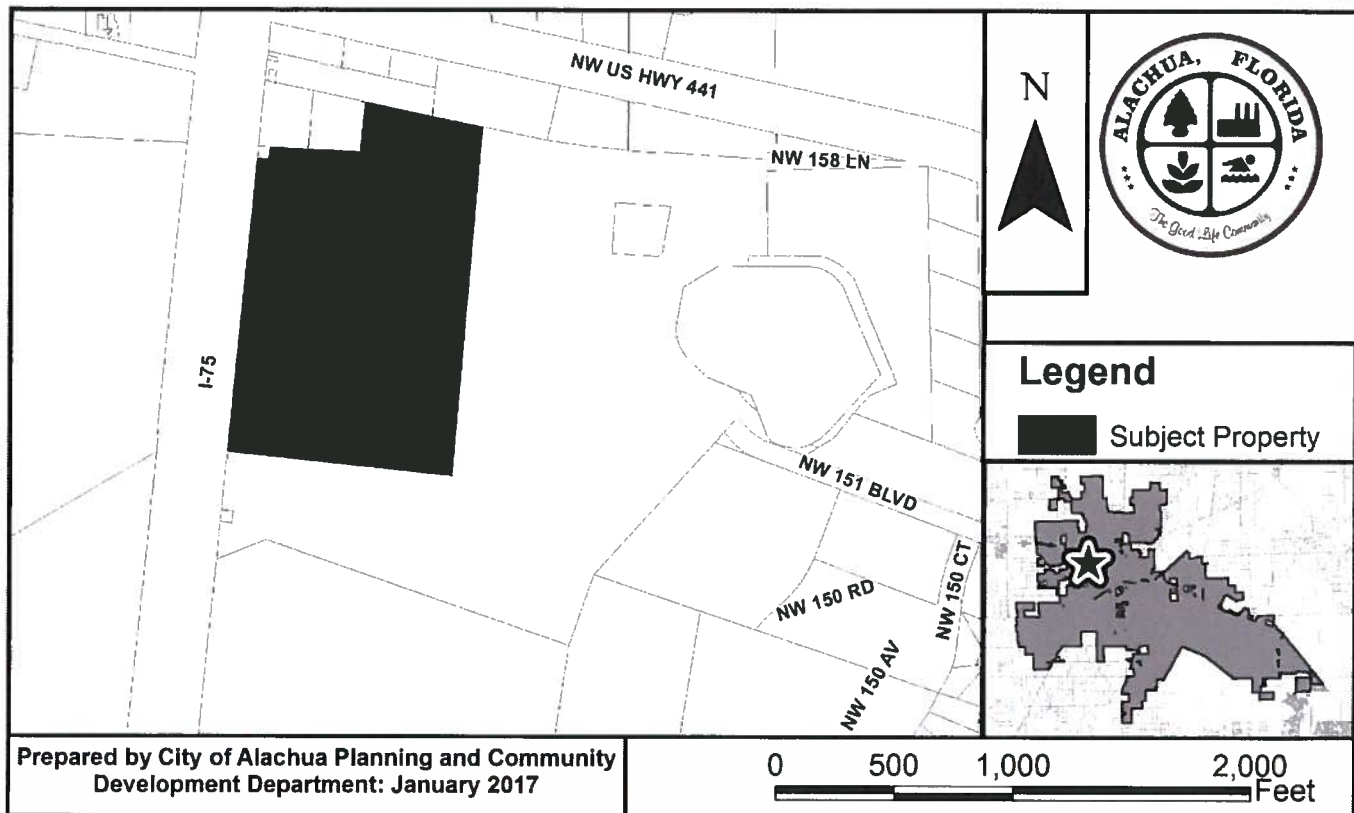 NW US HWY 441
NW 158 LN
I-75
NW 151 BLVD
NW 150 RD
NW 150 CT
NW 150 AV
N
ALACHUA, FLORIDA
The Good Life Community
Legend
Subject Property
Prepared by City of Alachua Planning and Community
Development Department: January 2017
0 500 1,000 2,000
Feet